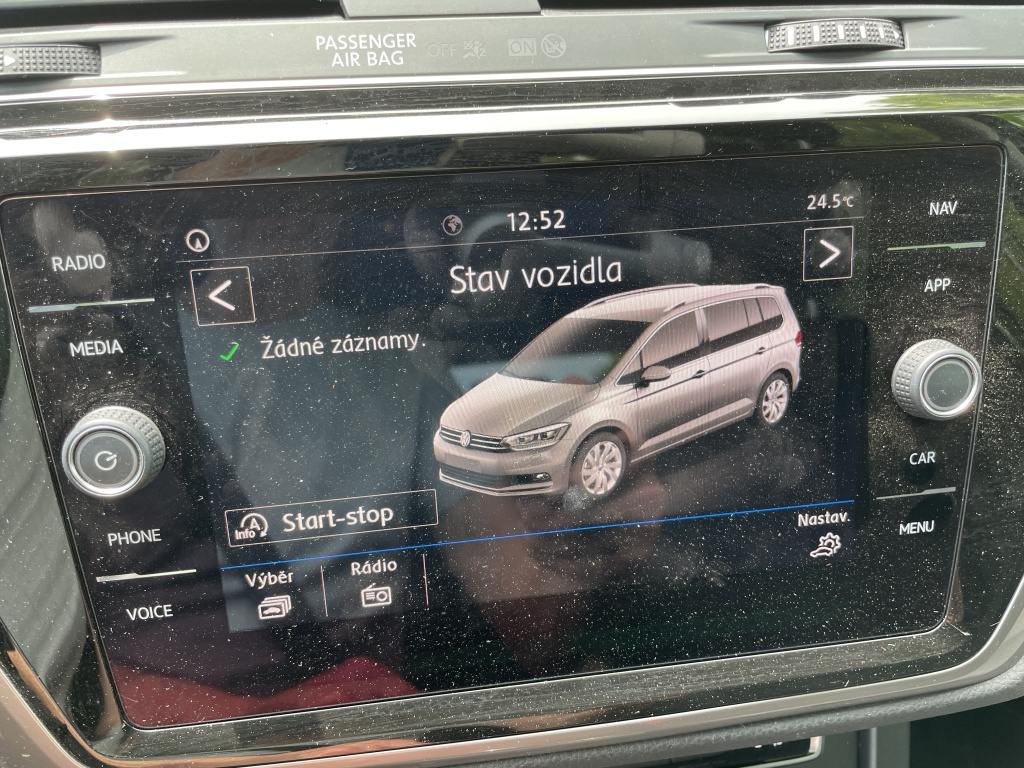 PASSENGER
AIR BAG
OFF
ON
12:52
24.5°C
Stav vozidla
Žádné záznamy.
Start-stop
A
Info
Výběr
Rádio
Nastav.
RADIO
MEDIA
PHONE
VOICE
NAV
APP
CAR
MENU